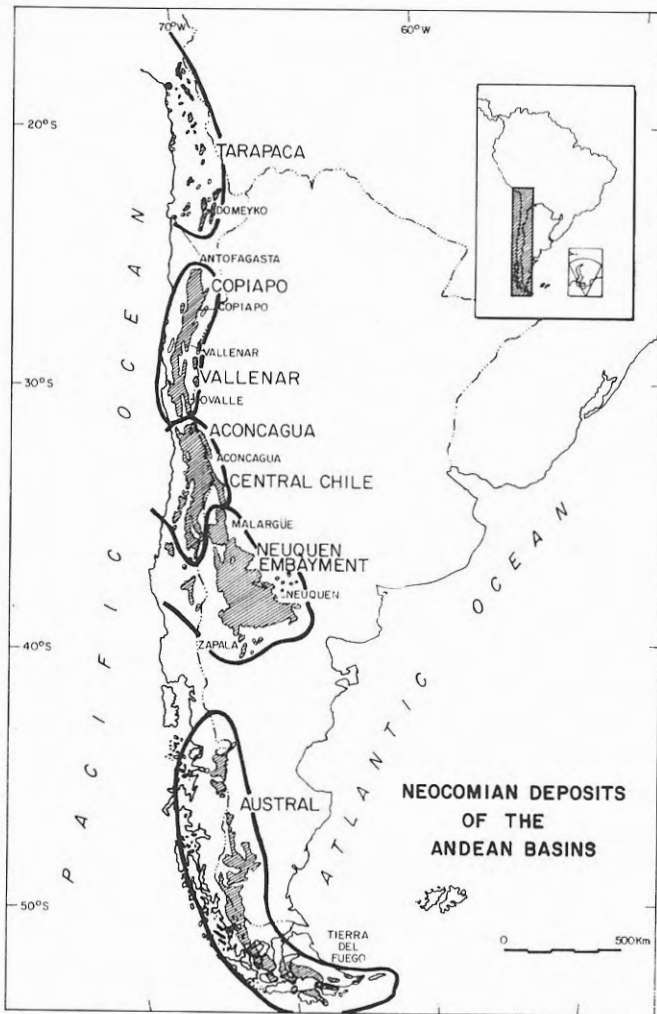 70°W
60°W
20°S
TARAPACA
DOMEYKO
ANTOFAGASTA
COPIAPO
COPIAPO
VALLENAR
VALLENAR
30°S
OVALLE
ACONCAGUA
ACONCAGUA
CENTRAL CHILE
MALARGÜE
NEUQUEN
EMBAYMENT
NEUQUEN
ZAPALA
40°S
PACIFIC OCEAN
ATLANTIC OCEAN
AUSTRAL
NEOCOMIAN DEPOSITS
OF THE
ANDEAN BASINS
50°S
TIERRA
DEL
FUEGO
0 500Km